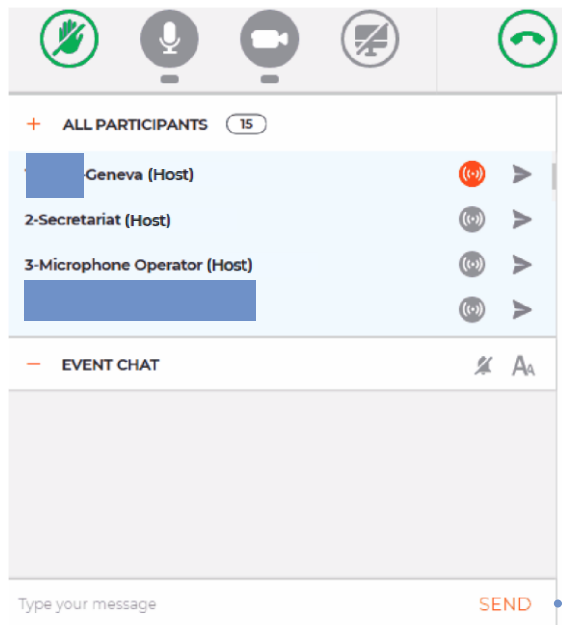 ALL PARTICIPANTS 15
-Geneva (Host)
2-Secretariat (Host)
3-Microphone Operator (Host)
EVENT CHAT AA
Type your message SEND